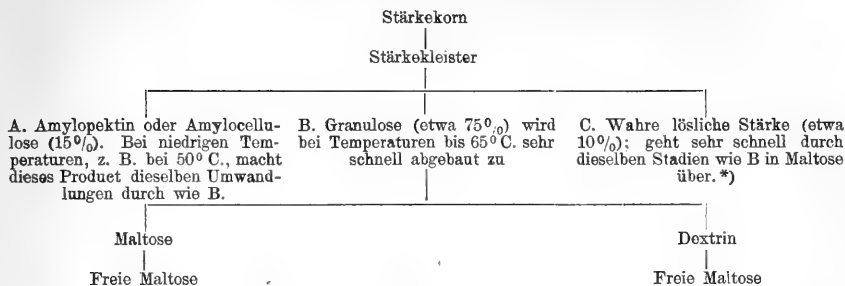 Stärkekorn
Stärkekleister
A. Amylopektin oder Amylocellu-
lose (15%). Bei niedrigen Tem-
peraturen, z. B. bei 50° C., macht
dieses Product dieselben Umwand-
lungen durch wie B.
B. Granulose (etwa 75%) wird
bei Temperaturen bis 65° C. sehr
schnell abgebaut zu
C. Wahre lösliche Stärke (etwa
10%); geht sehr schnell durch
dieselben Stadien wie B in Maltose
über. *)
Maltose
Dextrin
Freie Maltose
Freie Maltose